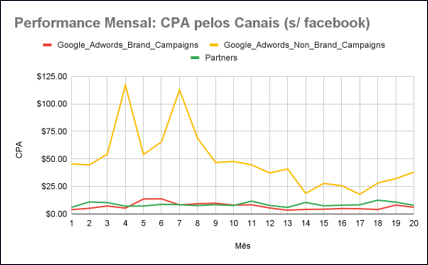 Performance Mensal: CPA pelos Canais (s/ facebook)
Google_Adwords_Brand_Campaigns Google_Adwords_Non_Brand_Campaigns
Partners
$125.00
$100.00
$75.00
$50.00
$25.00
$0.00
CPA
1 2 3 4 5 6 7 8 9 10 11 12 13 14 15 16 17 18 19 20
Mês